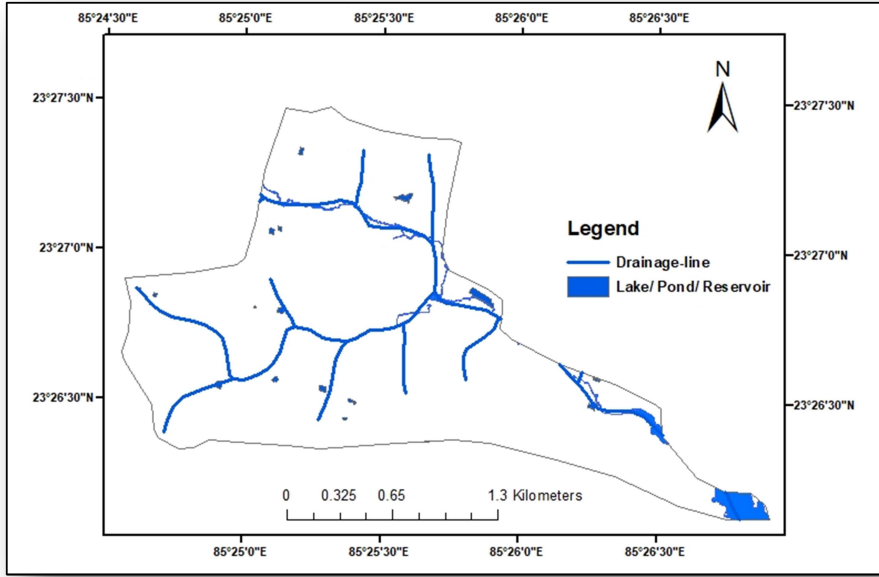 85°24'30"E 85°25'0"E 85°25'30"E 85°26'0"E 85°26'30"E
N
23°27'30"N 23°27'30"N
Legend
23°27'0"N 23°27'0"N
Drainage-line
Lake/ Pond/ Reservoir
23°26'30"N 23°26'30"N
0 0.325 0.65 1.3 Kilometers
85°25'0"E 85°25'30"E 85°26'0"E 85°26'30"E